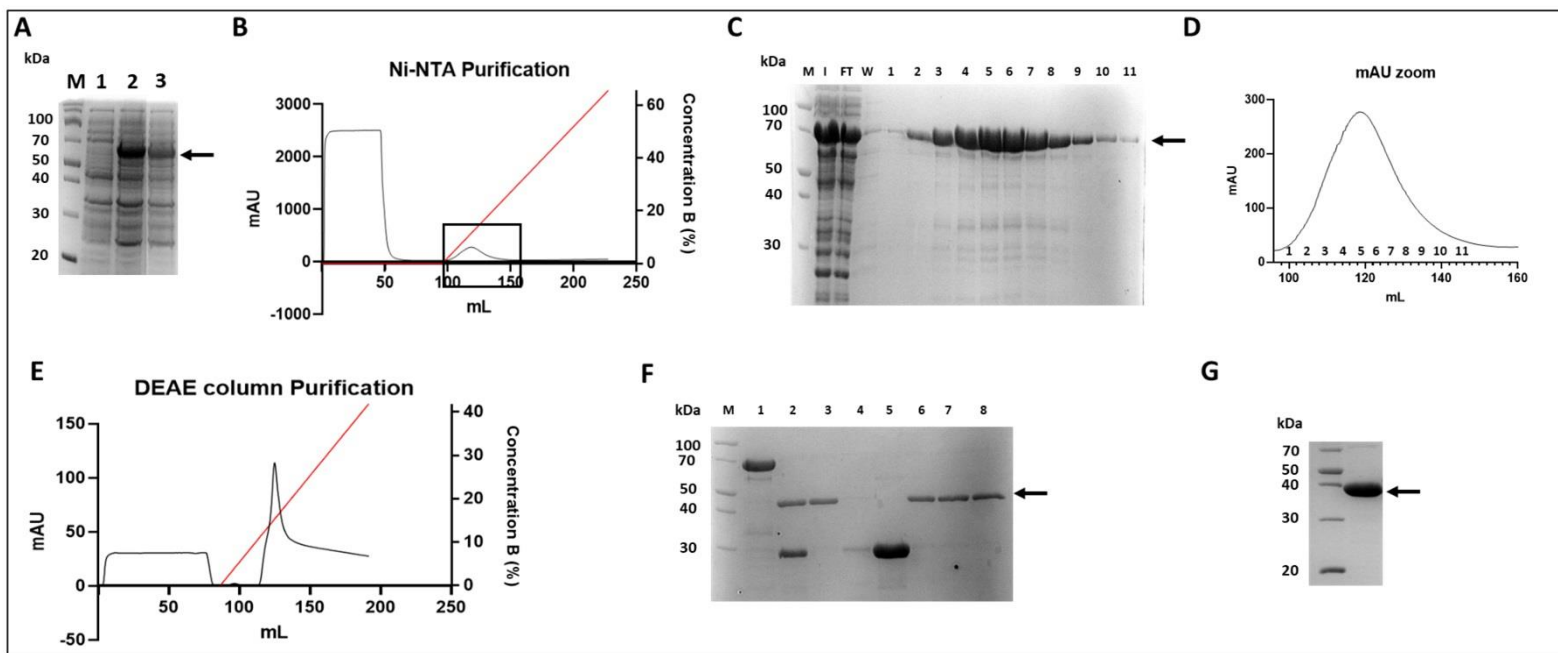 A
kDa
M 1 2 3
100
70
50
40
30
20
B
Ni-NTA Purification
3000
2000
1000
0
-1000
mAU
0
50
100
150
200
250
mL
60
40
20
0
Concentration B (%)
C
kDa
M I FT W 1 2 3 4 5 6 7 8 9 10 11
100
70
50
40
30
D
mAU zoom
300
200
100
0
mAU
1 2 3 4 5 6 7 8 9 10 11
100 120 140 160
mL
E
DEAE column Purification
150
100
50
0
-50
mAU
50 100 150 200 250
mL
40
30
20
10
0
Concentration B (%)
F
kDa M 1 2 3 4 5 6 7 8
100
70
50
40
30
G
kDa
70
50
40
30
20